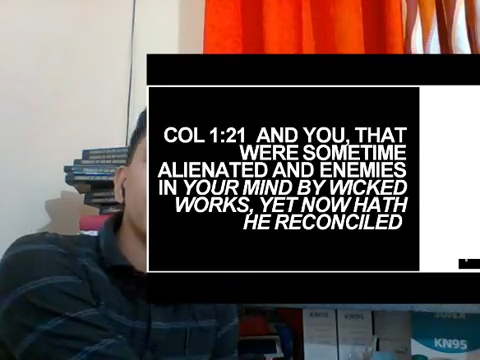 COL 1:21 AND YOU, THAT
WERE SOMETIME
ALIENATED AND ENEMIES
IN YOUR MIND BY WICKED
WORKS, YET NOW HATH
HE RECONCILED
KN95
KN95